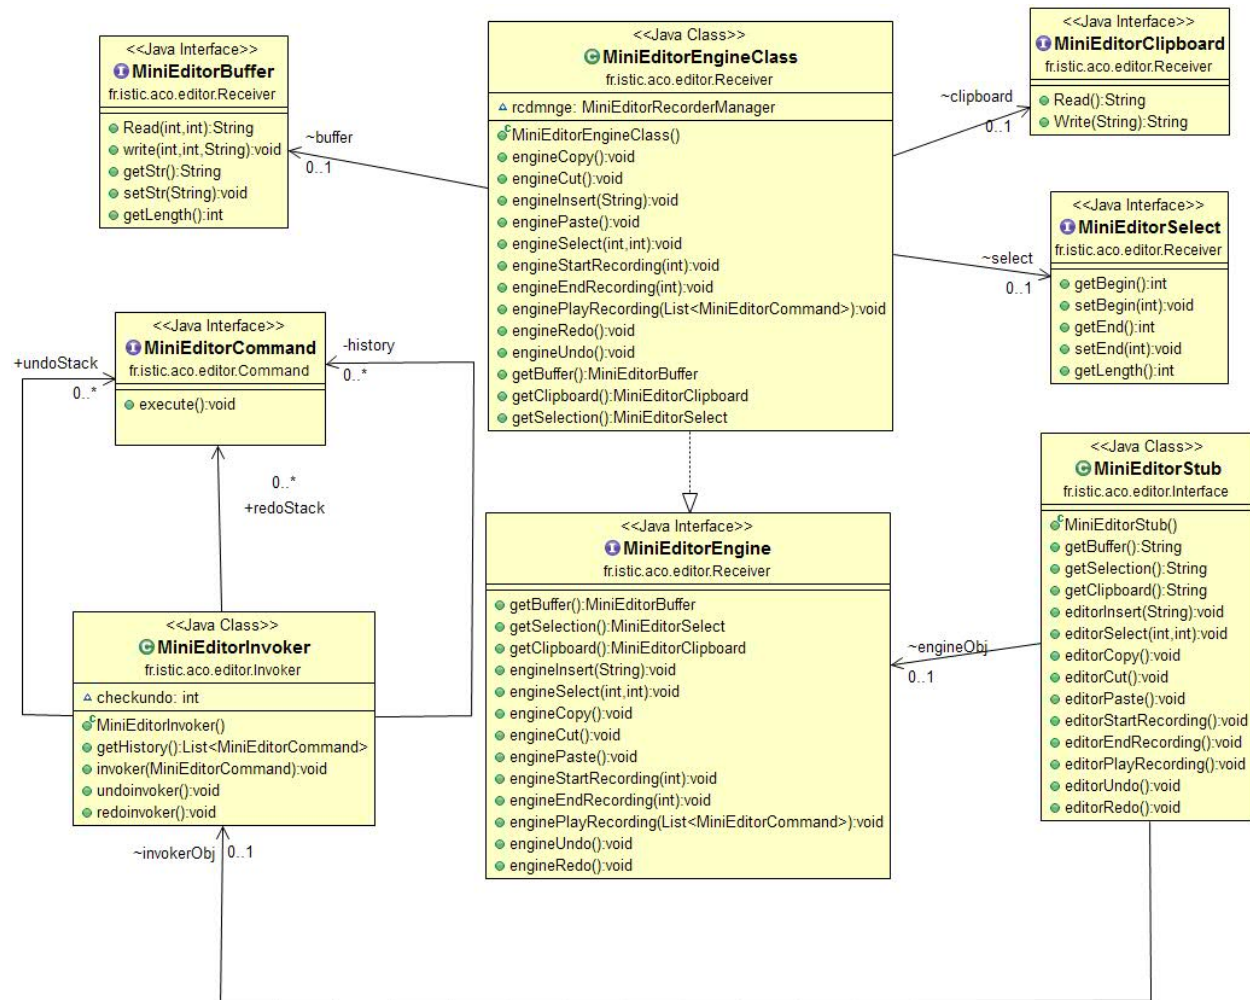 <<Java Interface>>
MiniEditorBuffer
fr.istic.aco.editor.Receiver
Read(int,int):String
write(int,int,String):void
getStr():String
setStr(String):void
getLength():int
~buffer
0..1
<<Java Class>>
MiniEditorEngineClass
fr.istic.aco.editor.Receiver
rcdmnge: MiniEditorRecorderManager
MiniEditorEngineClass()
engineCopy():void
engineCut():void
engineInsert(String):void
enginePaste():void
engineSelect(int,int):void
engineStartRecording(int):void
engineEndRecording(int):void
enginePlayRecording(List<MiniEditorCommand>):void
engineRedo():void
engineUndo():void
getBuffer():MiniEditorBuffer
getClipboard():MiniEditorClipboard
getSelection():MiniEditorSelect
~clipboard
0..1
<<Java Interface>>
MiniEditorClipboard
fr.istic.aco.editor.Receiver
Read():String
Write(String):String
~select
0..1
<<Java Interface>>
MiniEditorSelect
fr.istic.aco.editor.Receiver
getBegin():int
setBegin(int):void
getEnd():int
setEnd(int):void
getLength():int
+undoStack
0..*
<<Java Interface>>
MiniEditorCommand
fr.istic.aco.editor.Command
execute():void
-history
0..*
0..*
+redoStack
<<Java Class>>
MiniEditorInvoker
fr.istic.aco.editor.Invoker
checkundo: int
MiniEditorInvoker()
getHistory():List<MiniEditorCommand>
invoker(MiniEditorCommand):void
undoinvoker():void
redoinvoker():void
~invokerObj
0..1
<<Java Interface>>
MiniEditorEngine
fr.istic.aco.editor.Receiver
getBuffer():MiniEditorBuffer
getSelection():MiniEditorSelect
getClipboard():MiniEditorClipboard
engineInsert(String):void
engineSelect(int,int):void
engineCopy():void
engineCut():void
enginePaste():void
engineStartRecording(int):void
engineEndRecording(int):void
enginePlayRecording(List<MiniEditorCommand>):void
engineUndo():void
engineRedo():void
~engineObj
0..1
<<Java Class>>
MiniEditorStub
fr.istic.aco.editor.Interface
MiniEditorStub()
getBuffer():String
getSelection():String
getClipboard():String
editorInsert(String):void
editorSelect(int,int):void
editorCopy():void
editorCut():void
editorPaste():void
editorStartRecording():void
editorEndRecording():void
editorPlayRecording():void
editorUndo():void
editorRedo():void